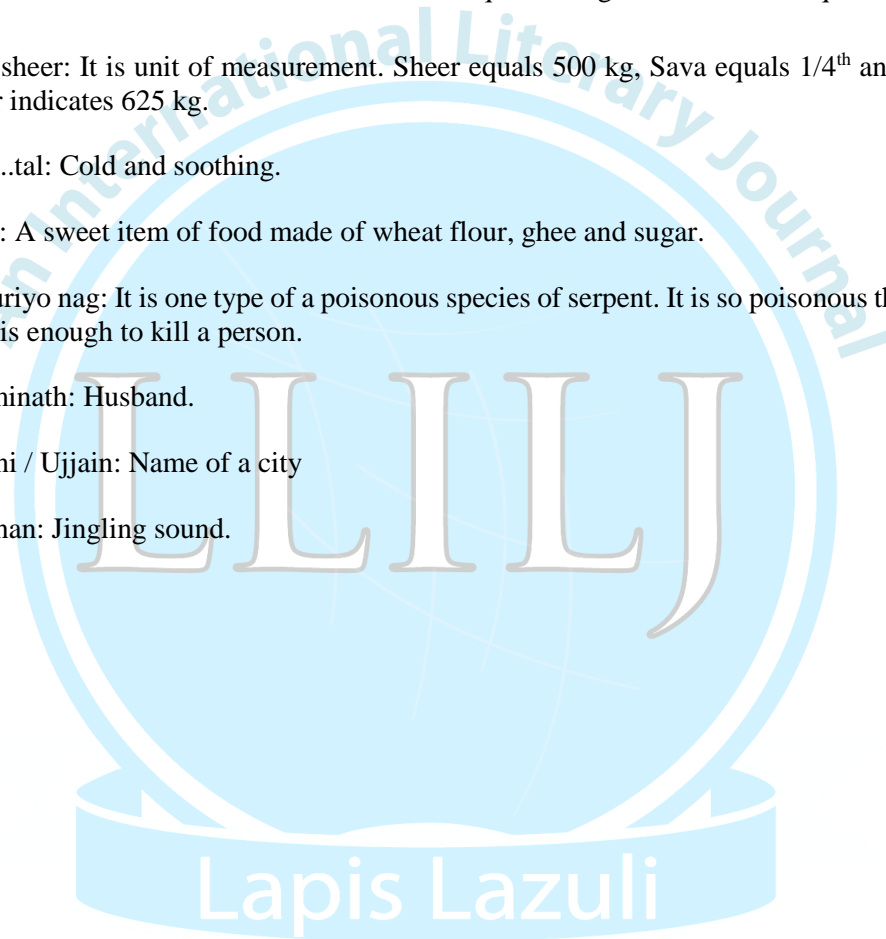 sheer: It is unit of measurement. Sheer equals 500 kg, Sava equals 1/4th an
r indicates 625 kg.
..tal: Cold and soothing.
: A sweet item of food made of wheat flour, ghee and sugar.
uriyo nag: It is one type of a poisonous species of serpent. It is so poisonous th
is enough to kill a person.
ninath: Husband.
ni / Ujjain: Name of a city
nan: Jingling sound.
An International Literary Journal
LLILJ
Lapis Lazuli